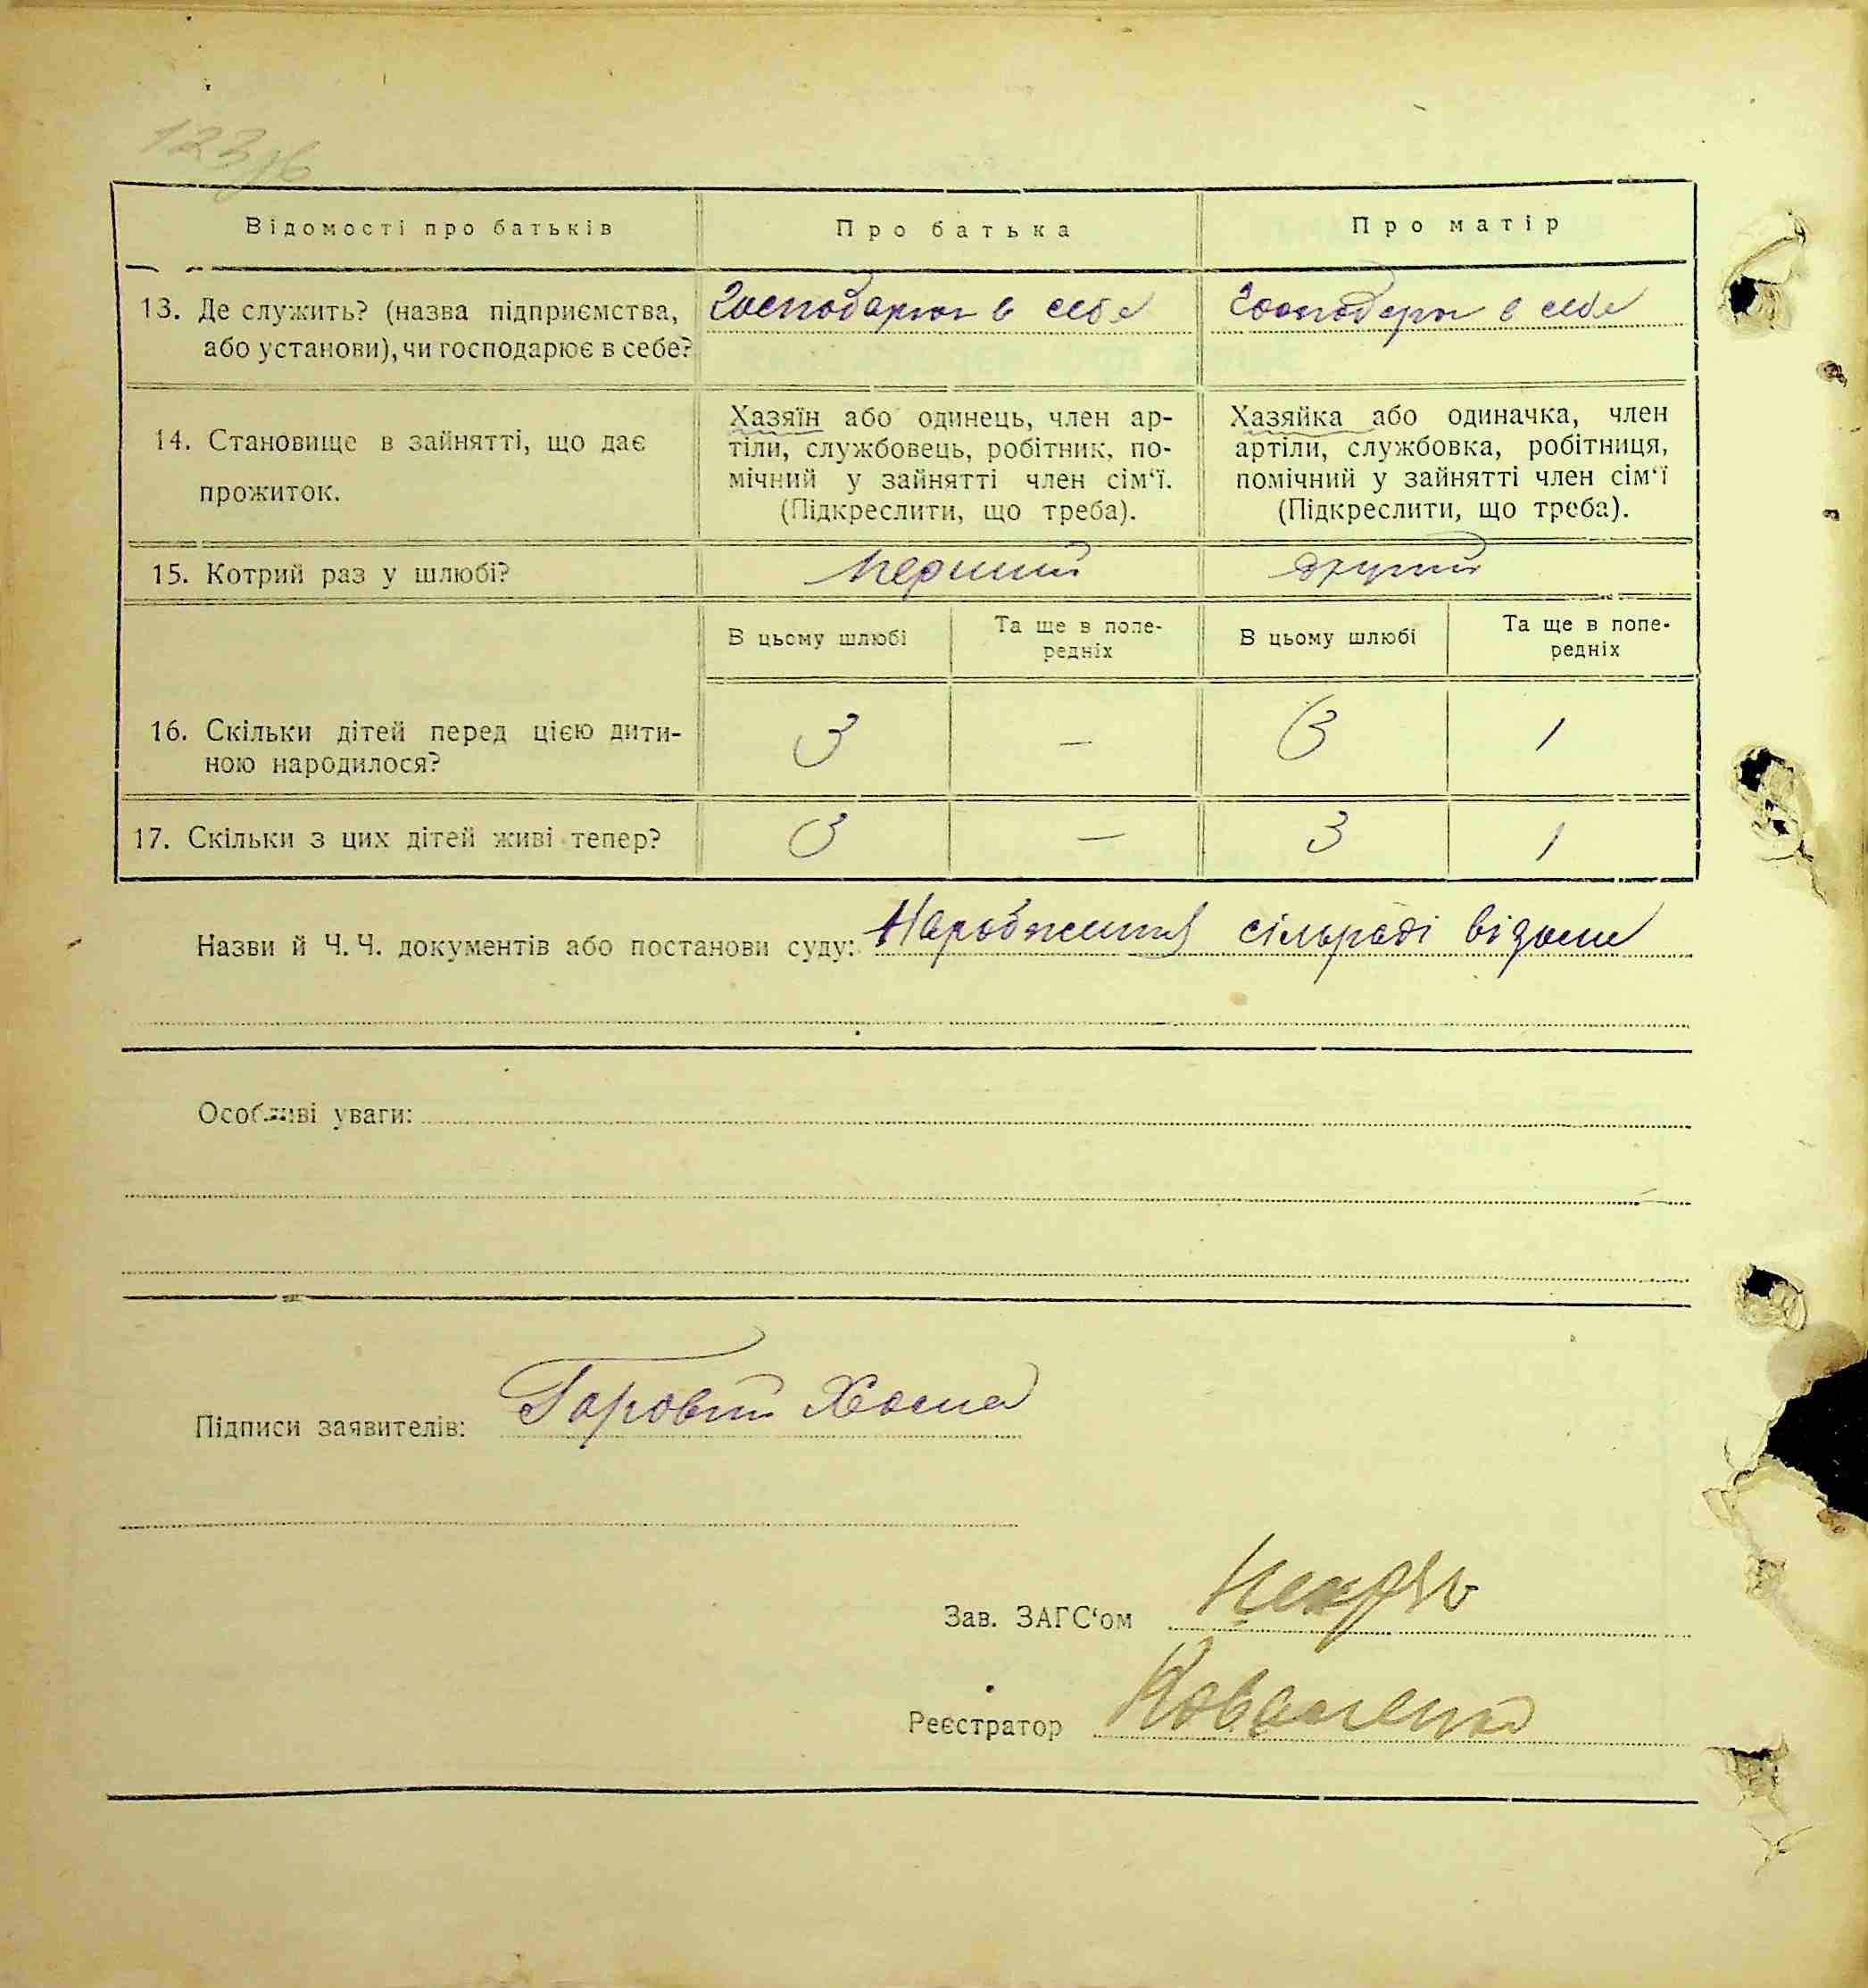 Відомості про батьків
Про батька
Про матір
13. Де служить? (назва підприємства,
або установи), чи господарює в себе?
Господарює в себе
Господарює в себе
14. Становище в зайнятті, що дає
прожиток.
Хазяїн або одинець, член ар-
тіли, службовець, робітник, по-
мічний у зайнятті член сім‘ї.
(Підкреслити, що треба).
Хазяйка або одиначка, член
артіли, службовка, робітниця,
помічний у зайнятті член сім‘ї
(Підкреслити, що треба).
15. Котрий раз у шлюбі?
перший
другий
В цьому шлюбі
Та ще в попе-
редніх
В цьому шлюбі
Та ще в попе-
редніх
16. Скільки дітей перед цією дити-
ною народилося?
3
—
3
1
17. Скільки з цих дітей живі тепер?
3
—
3
1
Назви й Ч. Ч. документів або постанови суду: Народження сільраді відоме
Особливі уваги:
Підписи заявителів:
Зав. ЗАГС‘ом
Реєстратор Коваленко